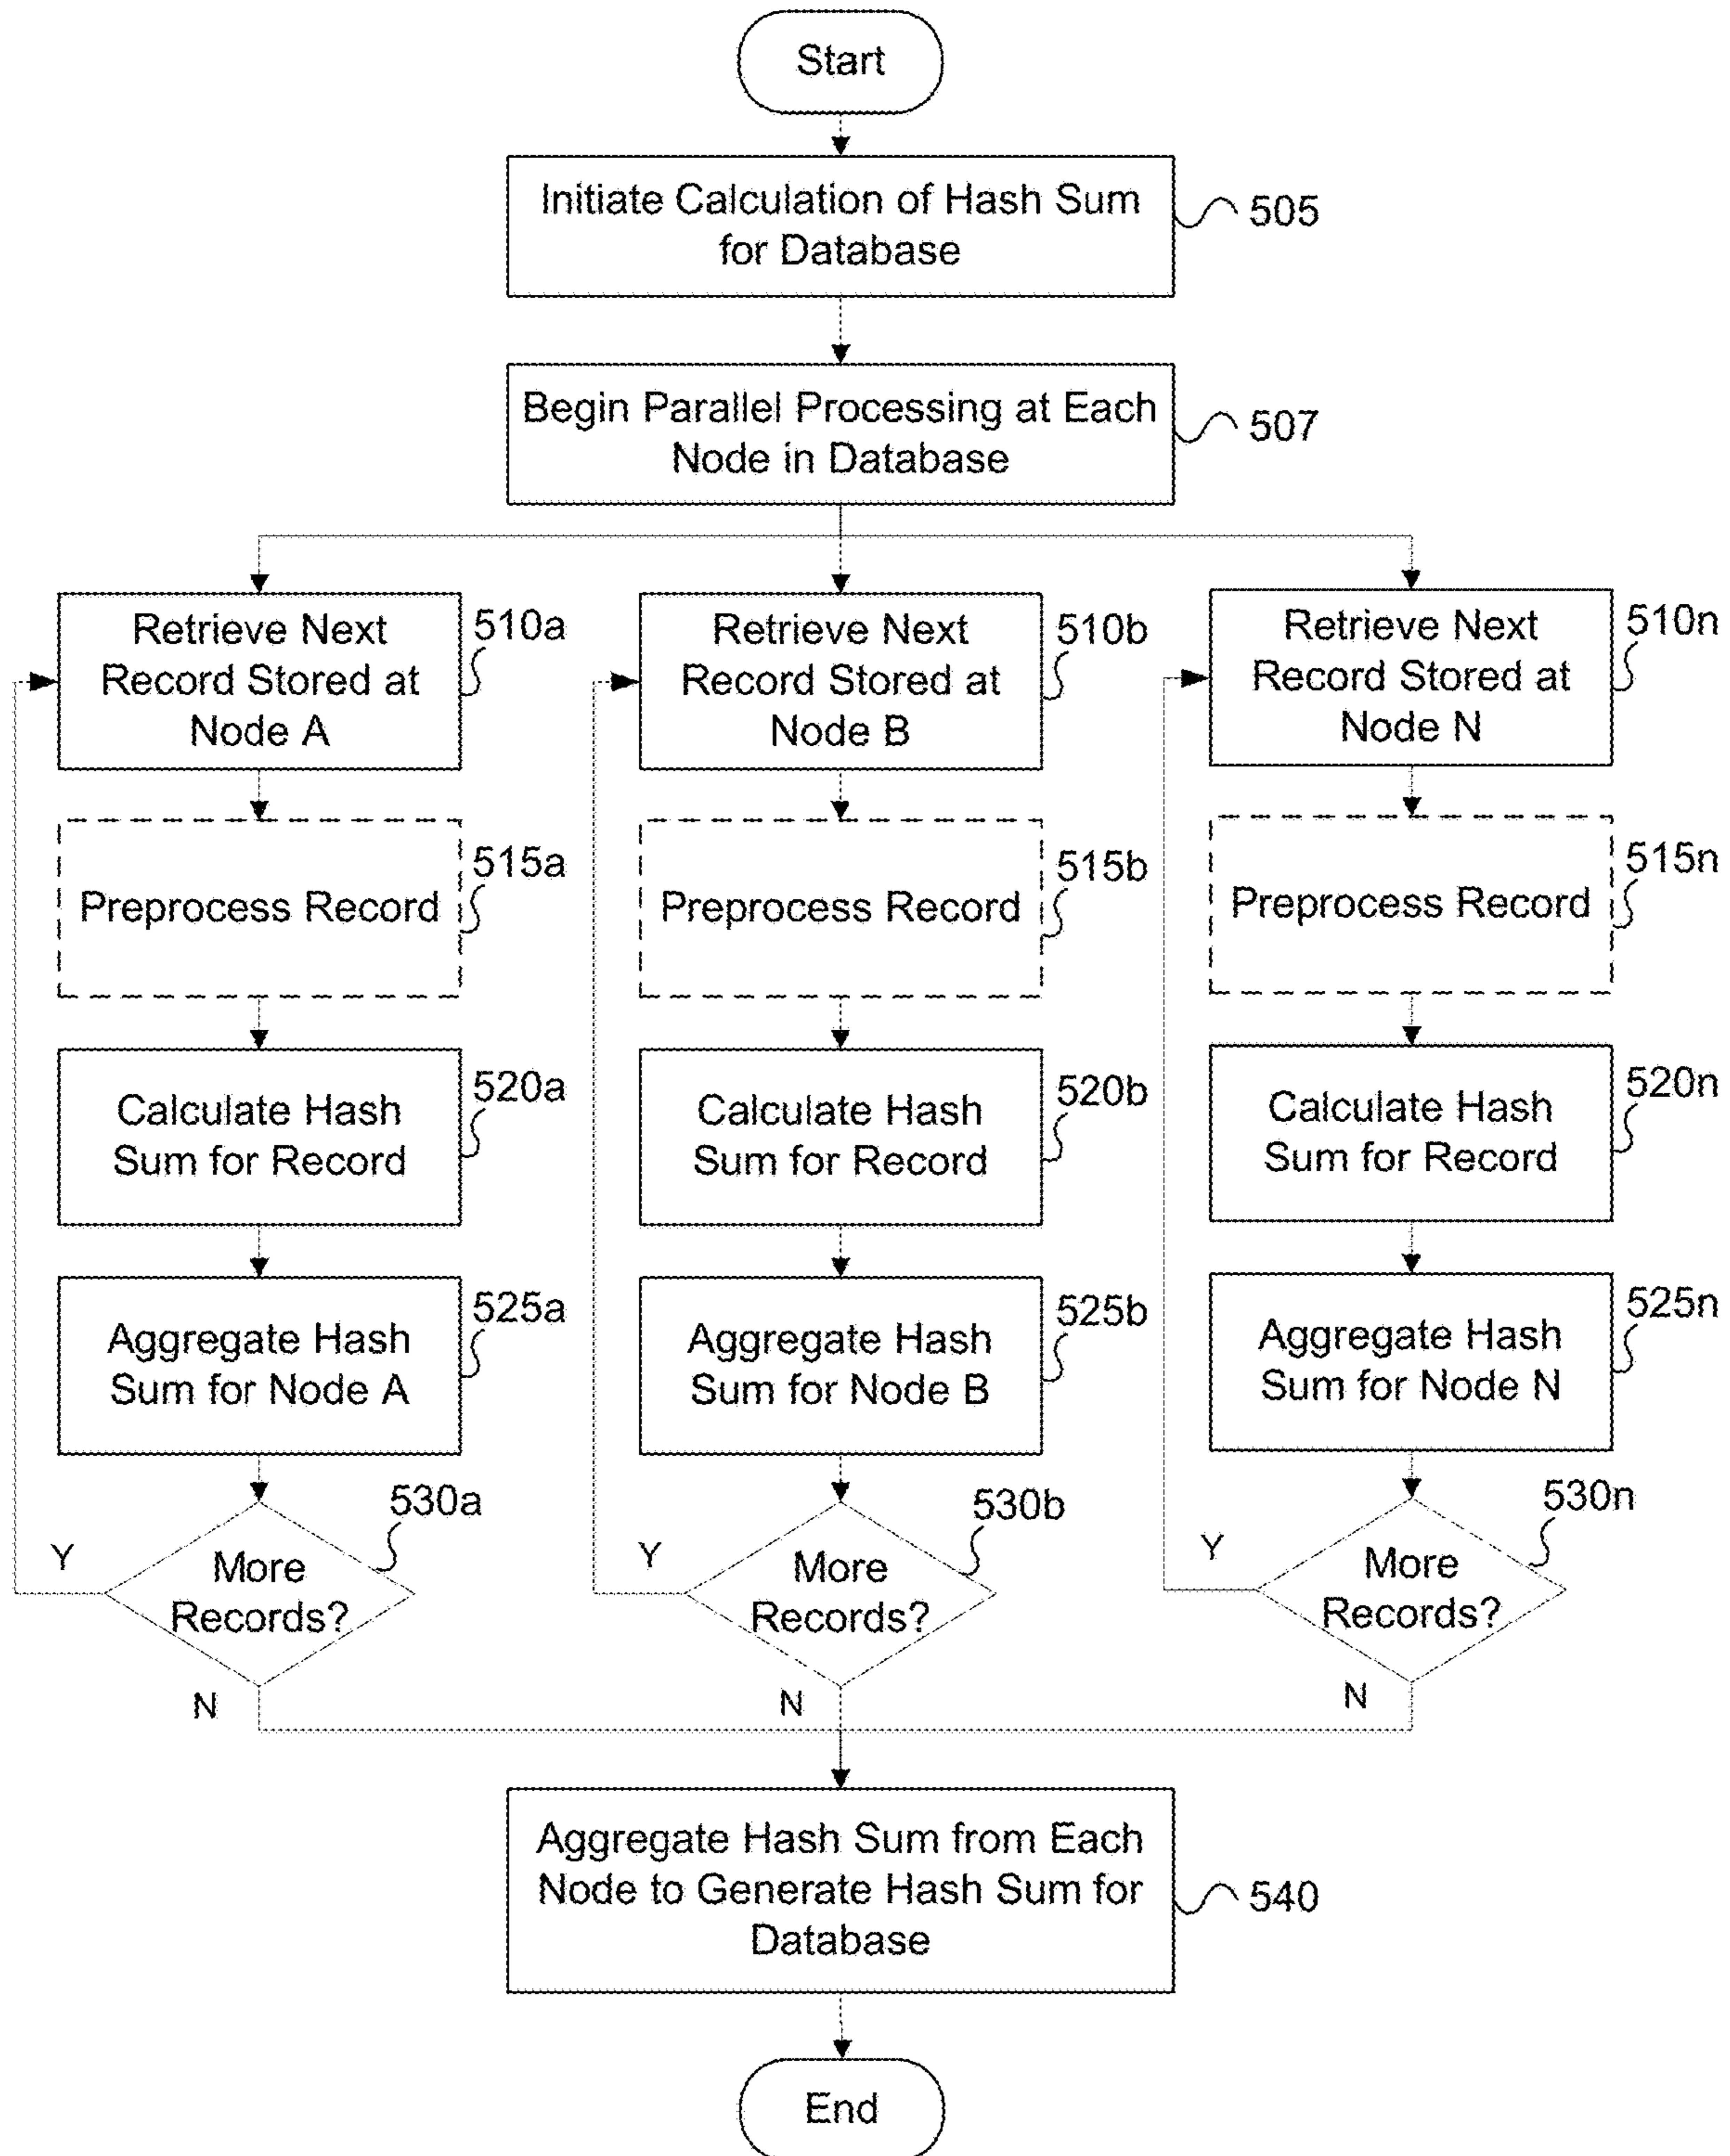 Start
Initiate Calculation of Hash Sum
for Database
505
Begin Parallel Processing at Each
Node in Database
507
Retrieve Next
Record Stored at
Node A
510a
Retrieve Next
Record Stored at
Node B
510b
Retrieve Next
Record Stored at
Node N
510n
Preprocess Record
515a
Preprocess Record
515b
Preprocess Record
515n
Calculate Hash
Sum for Record
520a
Calculate Hash
Sum for Record
520b
Calculate Hash
Sum for Record
520n
Aggregate Hash
Sum for Node A
525a
Aggregate Hash
Sum for Node B
525b
Aggregate Hash
Sum for Node N
525n
More
Records?
530a
Y
N
More
Records?
530b
Y
N
More
Records?
530n
Y
N
Aggregate Hash Sum from Each
Node to Generate Hash Sum for
Database
540
End